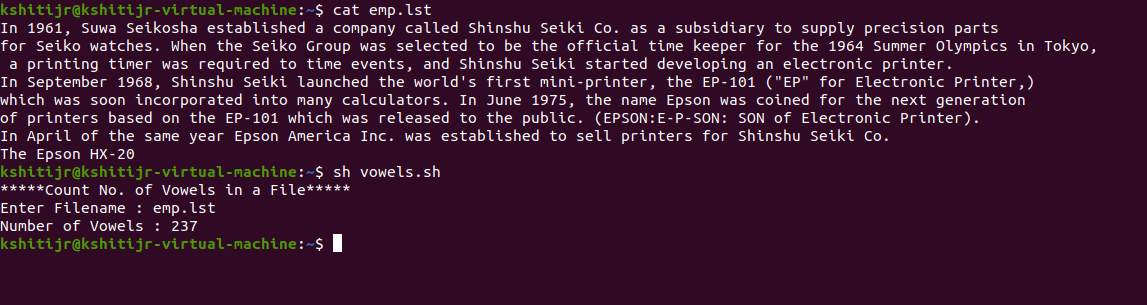 kshitijr@kshitijr-virtual-machine:~$ cat emp.lst
In 1961, Suwa Seikosha established a company called Shinshu Seiki Co. as a subsidiary to supply precision parts
for Seiko watches. When the Seiko Group was selected to be the official time keeper for the 1964 Summer Olympics in Tokyo,
 a printing timer was required to time events, and Shinshu Seiki started developing an electronic printer.
In September 1968, Shinshu Seiki launched the world's first mini-printer, the EP-101 ("EP" for Electronic Printer,)
which was soon incorporated into many calculators. In June 1975, the name Epson was coined for the next generation
of printers based on the EP-101 which was released to the public. (EPSON:E-P-SON: SON of Electronic Printer).
In April of the same year Epson America Inc. was established to sell printers for Shinshu Seiki Co.
The Epson HX-20
kshitijr@kshitijr-virtual-machine:~$ sh vowels.sh
*****Count No. of Vowels in a File*****
Enter Filename : emp.lst
Number of Vowels : 237
kshitijr@kshitijr-virtual-machine:~$